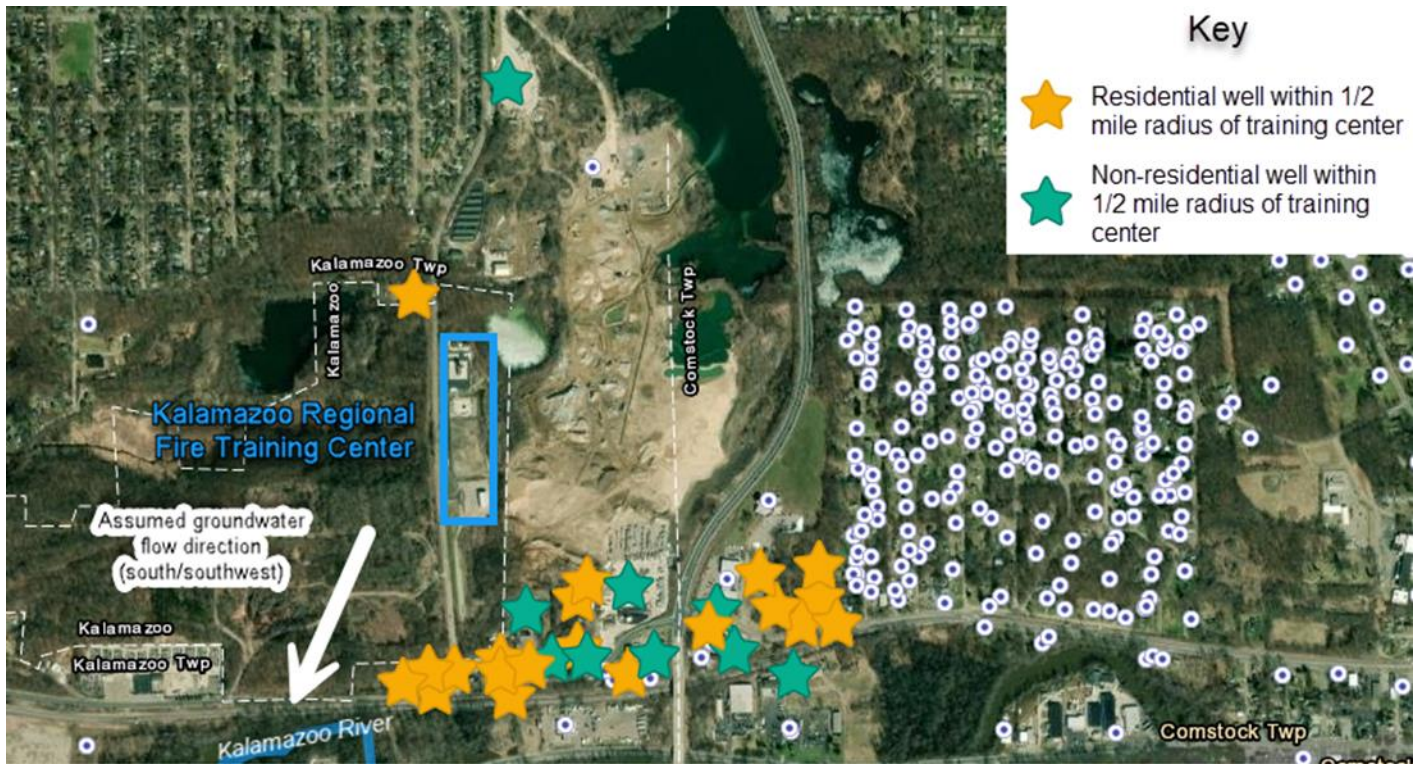 Key
Residential well within 1/2
mile radius of training center
Non-residential well within
1/2 mile radius of training
center
Kalamazoo Twp
Kalamazoo
Comstock Twp
Kalamazoo Regional
Fire Training Center
Assumed groundwater
flow direction
(south/southwest)
Kalamazoo
Kalamazoo Twp
Kalamazoo River
Comstock Twp